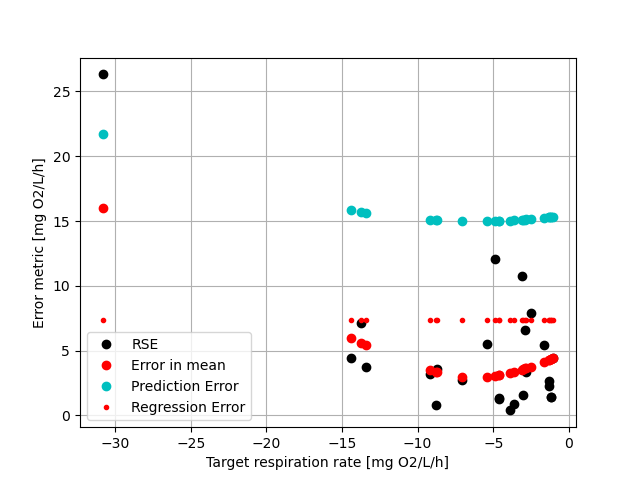 Error metric [mg O2/L/h]
25
20
15
10
5
0
RSE
Error in mean
Prediction Error
Regression Error
−30 −25 −20 −15 −10 −5 0
Target respiration rate [mg O2/L/h]